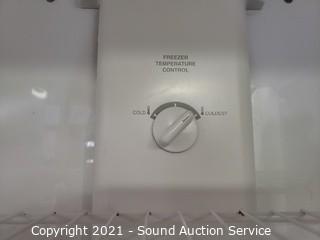 FREEZER
TEMPERATURE
CONTROL
COLD COLDEST
Copyright 2021 - Sound Auction Service